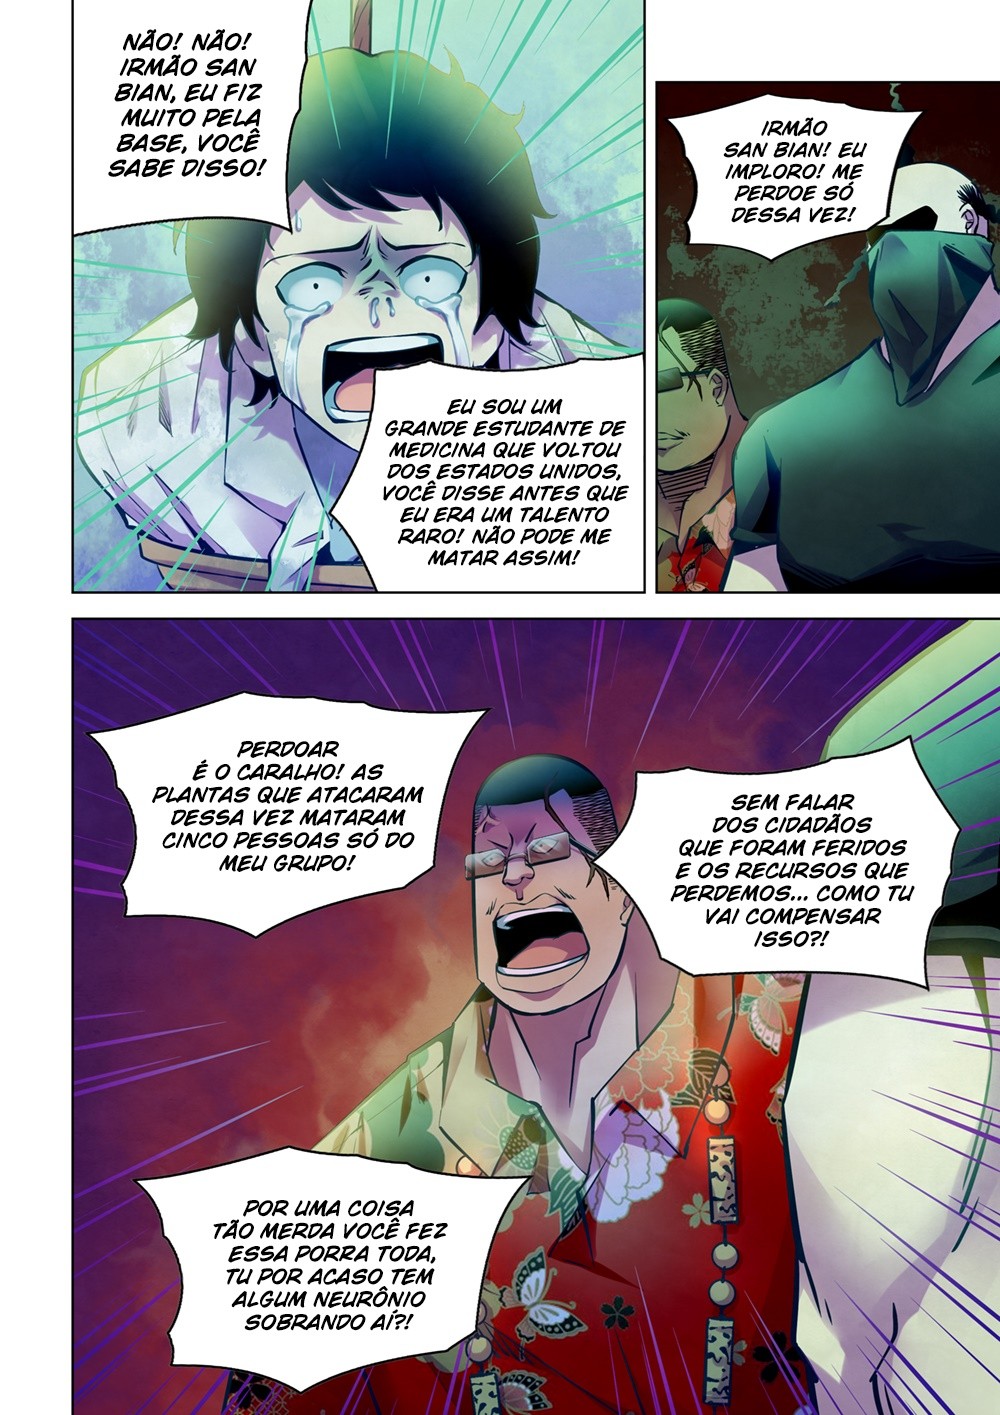 NÃO! NÃO!
IRMÃO SAN
BIAN, EU FIZ
MUITO PELA
BASE, VOCÊ
SABE DISSO!
EU SOU UM
GRANDE ESTUDANTE DE
MEDICINA QUE VOLTOU
DOS ESTADOS UNIDOS,
VOCÊ DISSE ANTES QUE
EU ERA UM TALENTO
RARO! NÃO PODE ME
MATAR ASSIM!
IRMÃO
SAN BIAN! EU
IMPLORO! ME
PERDOE SÓ
DESSA VEZ!
PERDOAR
É O CARALHO! AS
PLANTAS QUE ATACARAM
DESSA VEZ MATARAM
CINCO PESSOAS SÓ DO
MEU GRUPO!
SEM FALAR
DOS CIDADÃOS
QUE FORAM FERIDOS
E OS RECURSOS QUE
PERDEMOS... COMO TU
VAI COMPENSAR
ISSO?!
POR UMA COISA
TÃO MERDA VOCÊ FEZ
ESSA PORRA TODA,
TU POR ACASO TEM
ALGUM NEURÔNIO
SOBRANDO AÍ?!